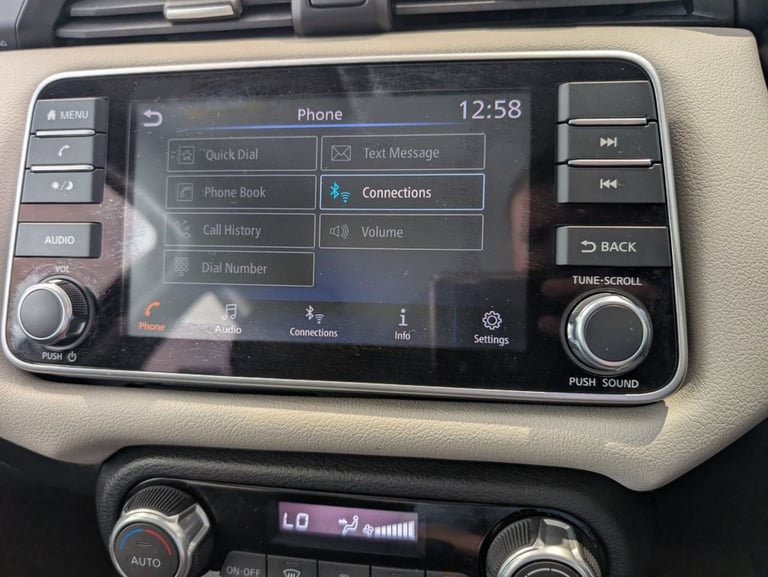 MENU
Phone
12:58
Quick Dial
Text Message
Phone Book
Connections
Call History
Volume
Dial Number
AUDIO
BACK
VOL
TUNE·SCROLL
Phone
Audio
Connections
Info
Settings
PUSH
PUSH SOUND
LO
AUTO
ON·OFF